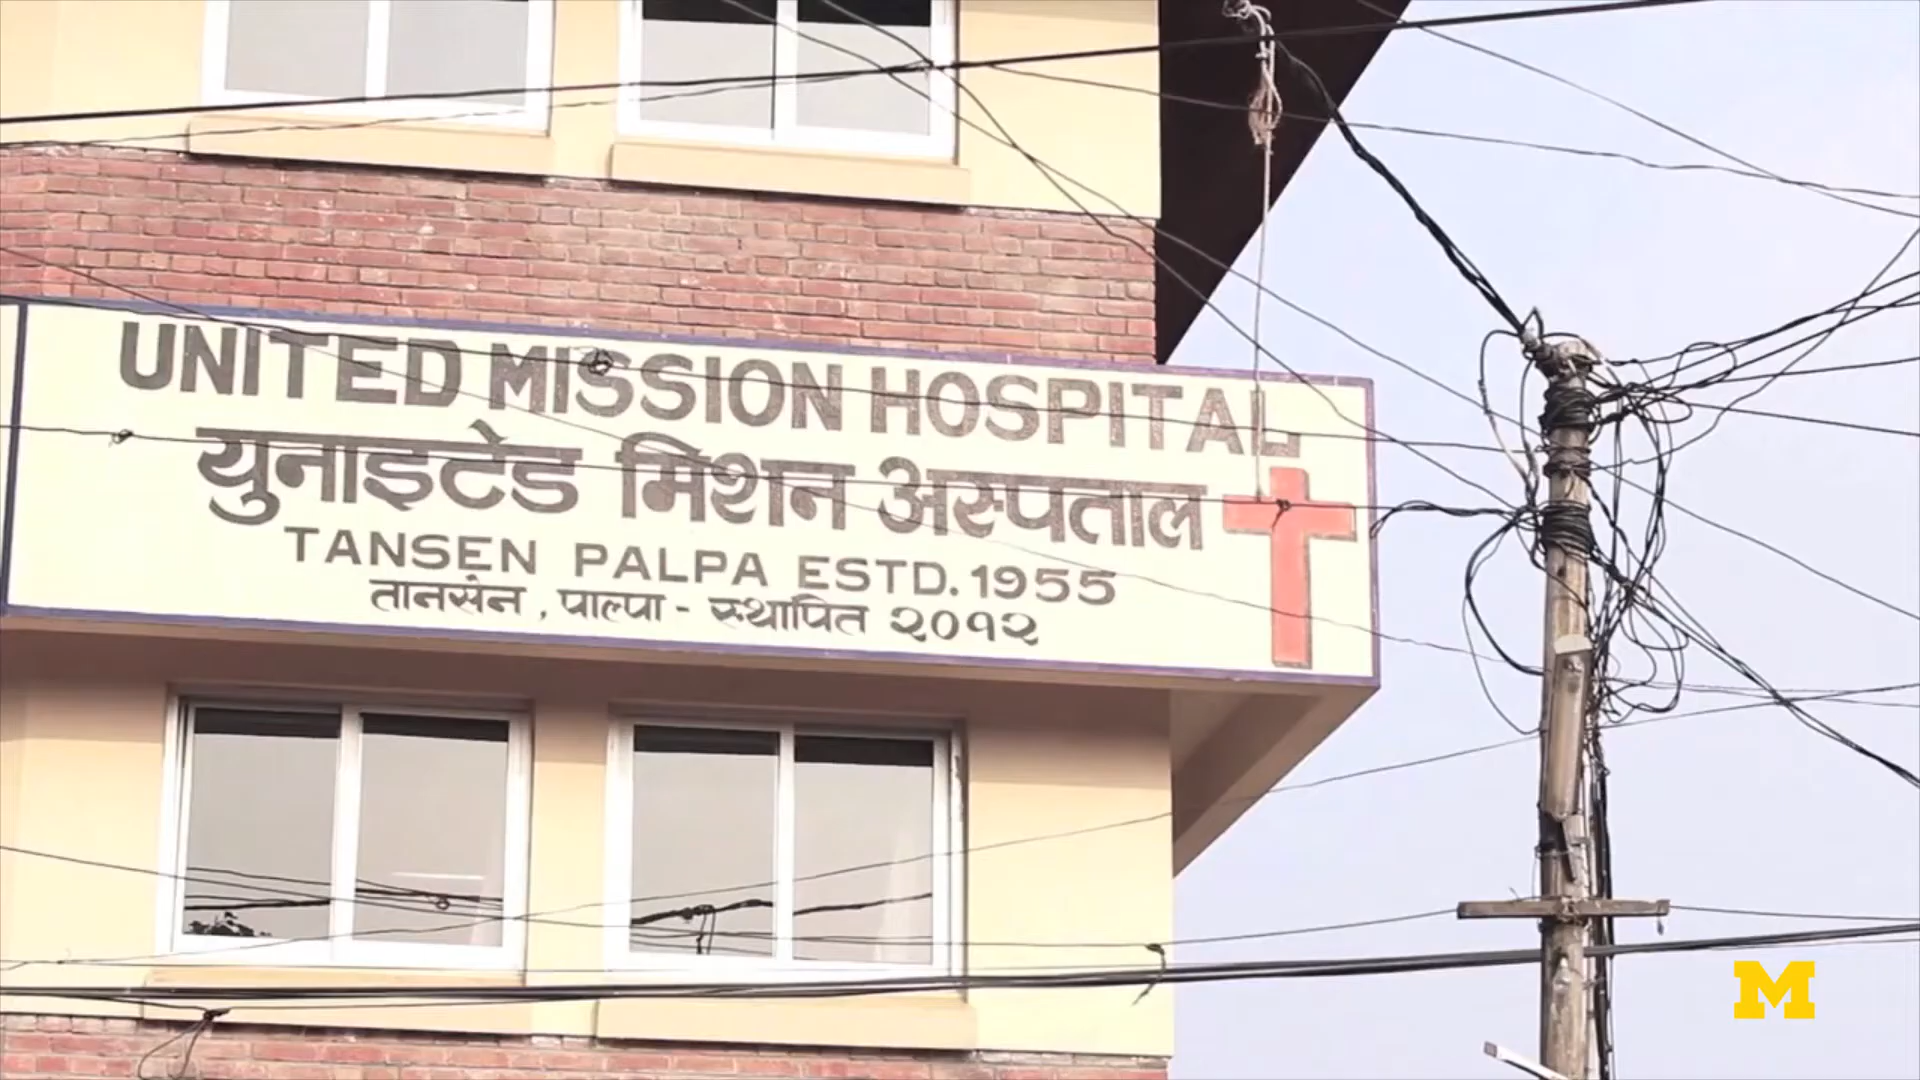 UNITED MISSION HOSPITAL
युनाइटेड मिशन अस्पताल
TANSEN PALPA ESTD. 1955
तानसेन, पाल्पा - स्थापित २०१२
M